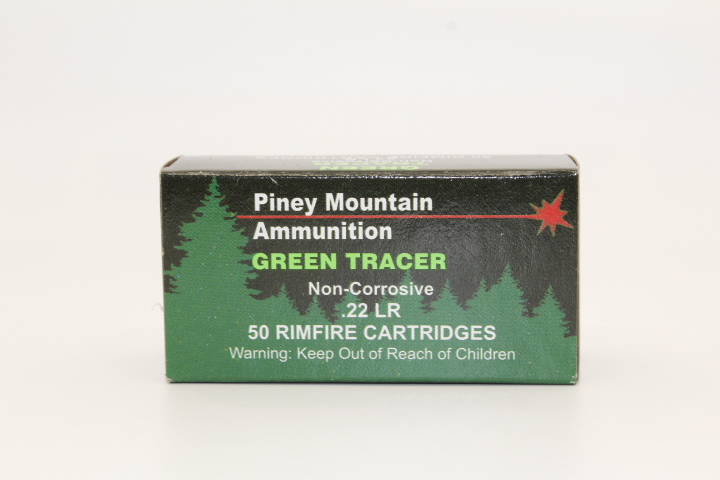 GREEN
Piney Mountain
Ammunition
GREEN TRACER
Non-Corrosive
.22 LR
50 RIMFIRE CARTRIDGES
Warning: Keep Out of Reach of Children